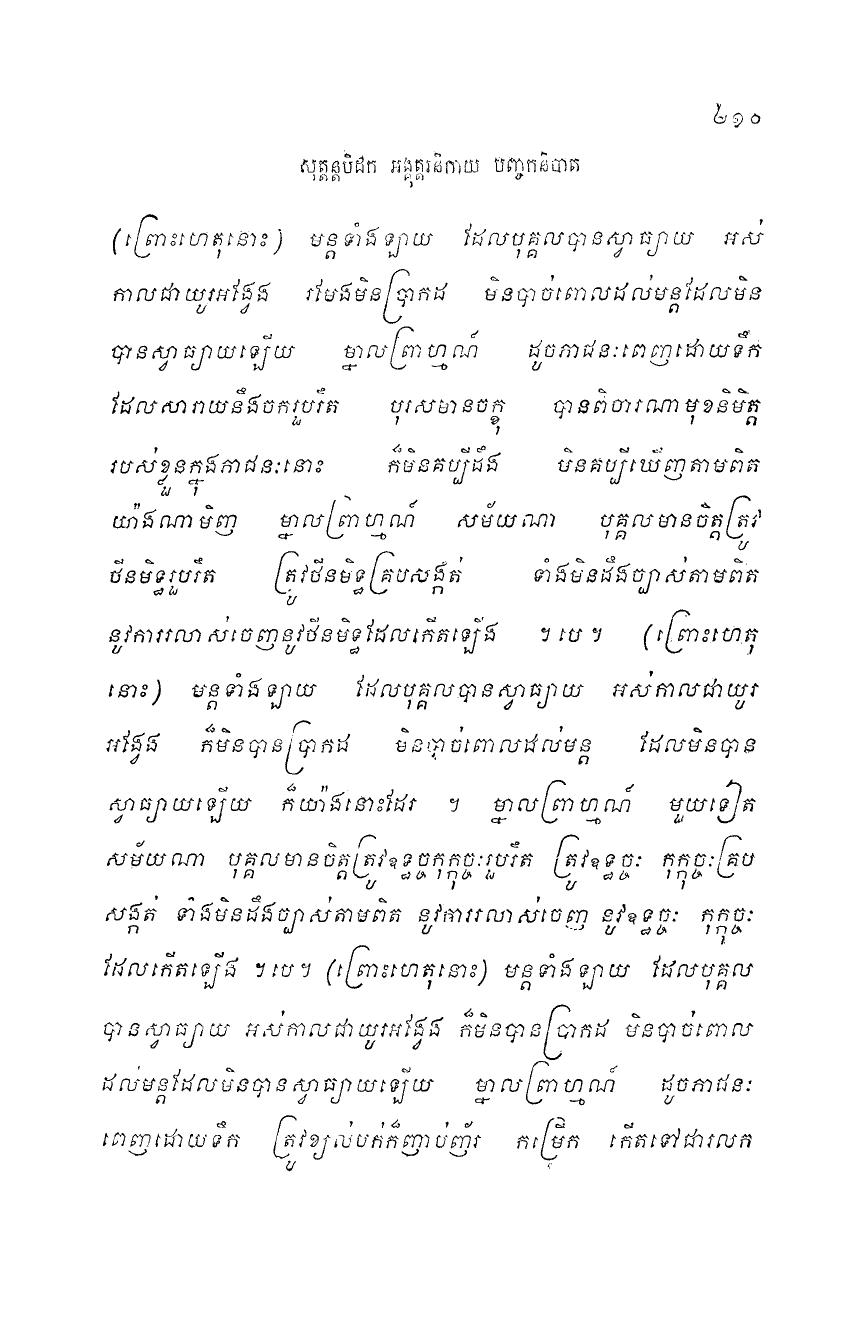 ៤១០
សុត្តន្តបិដក អង្គុត្តរនិកាយ បញ្ចកនិបាត
(ព្រោះហេតុនោះ) មន្តទាំងឡាយ ដែលបុគ្គលបានស្វាធ្យាយ អស់
កាលជាយូរអង្វែង រមែងមិនប្រាកដ មិនបាច់ពោលដល់មន្តដែលមិន
បានស្វាធ្យាយឡើយ ម្នាលព្រាហ្មណ៍ ដូចភាជនៈពេញដោយទឹក
ដែលសារាយនឹងចករួបរឹត បុរសមានចក្ខុ បានពិចារណាមុខនិមិត្ត
របស់ខ្លួនក្នុងភាជនៈនោះ ក៏មិនគប្បីដឹង មិនគប្បីឃើញតាមពិត
យ៉ាងណាមិញ ម្នាលព្រាហ្មណ៍ សម័យណា បុគ្គលមានចិត្តត្រូវ
ថីនមិទ្ធរួបរឹត ត្រូវថីនមិទ្ធគ្របសង្កត់ ទាំងមិនដឹងច្បាស់តាមពិត
នូវការរលាស់ចេញនូវថីនមិទ្ធដែលកើតឡើង ។ បេ ។ (ព្រោះហេតុ
នោះ) មន្តទាំងឡាយ ដែលបុគ្គលបានស្វាធ្យាយ អស់កាលជាយូរ
អង្វែង ក៏មិនបានប្រាកដ មិនបាច់ពោលដល់មន្ត ដែលមិនបាន
ស្វាធ្យាយឡើយ ក៏យ៉ាងនោះដែរ ។ ម្នាលព្រាហ្មណ៍ មួយទៀត
សម័យណា បុគ្គលមានចិត្តត្រូវឧទ្ធច្ចកុក្កុច្ចៈរួបរឹត ត្រូវឧទ្ធច្ចៈ កុក្កុច្ចៈគ្រប
សង្កត់ ទាំងមិនដឹងច្បាស់តាមពិត នូវការរលាស់ចេញ នូវឧទ្ធច្ចៈ កុក្កុច្ចៈ
ដែលកើតឡើង ។ បេ ។ (ព្រោះហេតុនោះ) មន្តទាំងឡាយ ដែលបុគ្គល
បានស្វាធ្យាយ អស់កាលជាយូរអង្វែង ក៏មិនបានប្រាកដ មិនបាច់ពោល
ដល់មន្តដែលមិនបានស្វាធ្យាយឡើយ ម្នាលព្រាហ្មណ៍ ដូចភាជនៈ
ពេញដោយទឹក ត្រូវខ្យល់បក់ក៏ញាប់ញ័រ កម្រើក កើតទៅជារលក